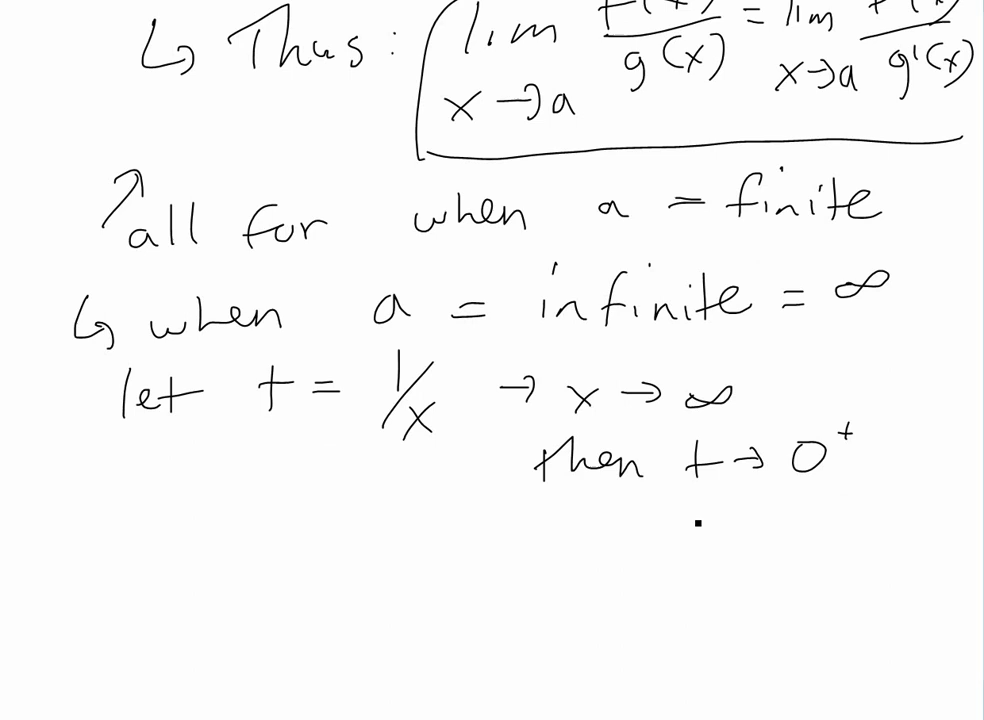 ↳ Thus: lim g(x) = lim g'(x)
x→a x→a
↗ all for when a = finite
↳ when a = infinite = ∞
let t = 1/x → x → ∞
then t → 0⁺